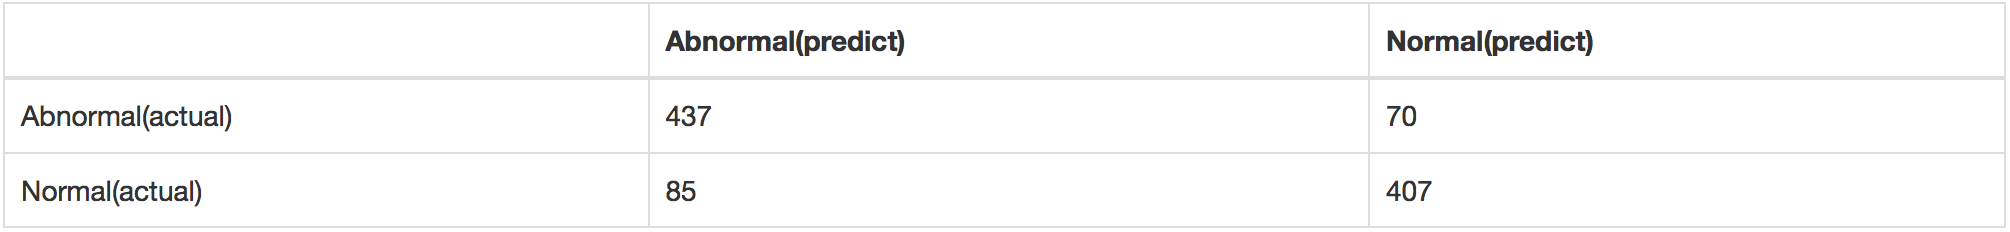 Abnormal(predict) Normal(predict)
Abnormal(actual) 437 70
Normal(actual) 85 407